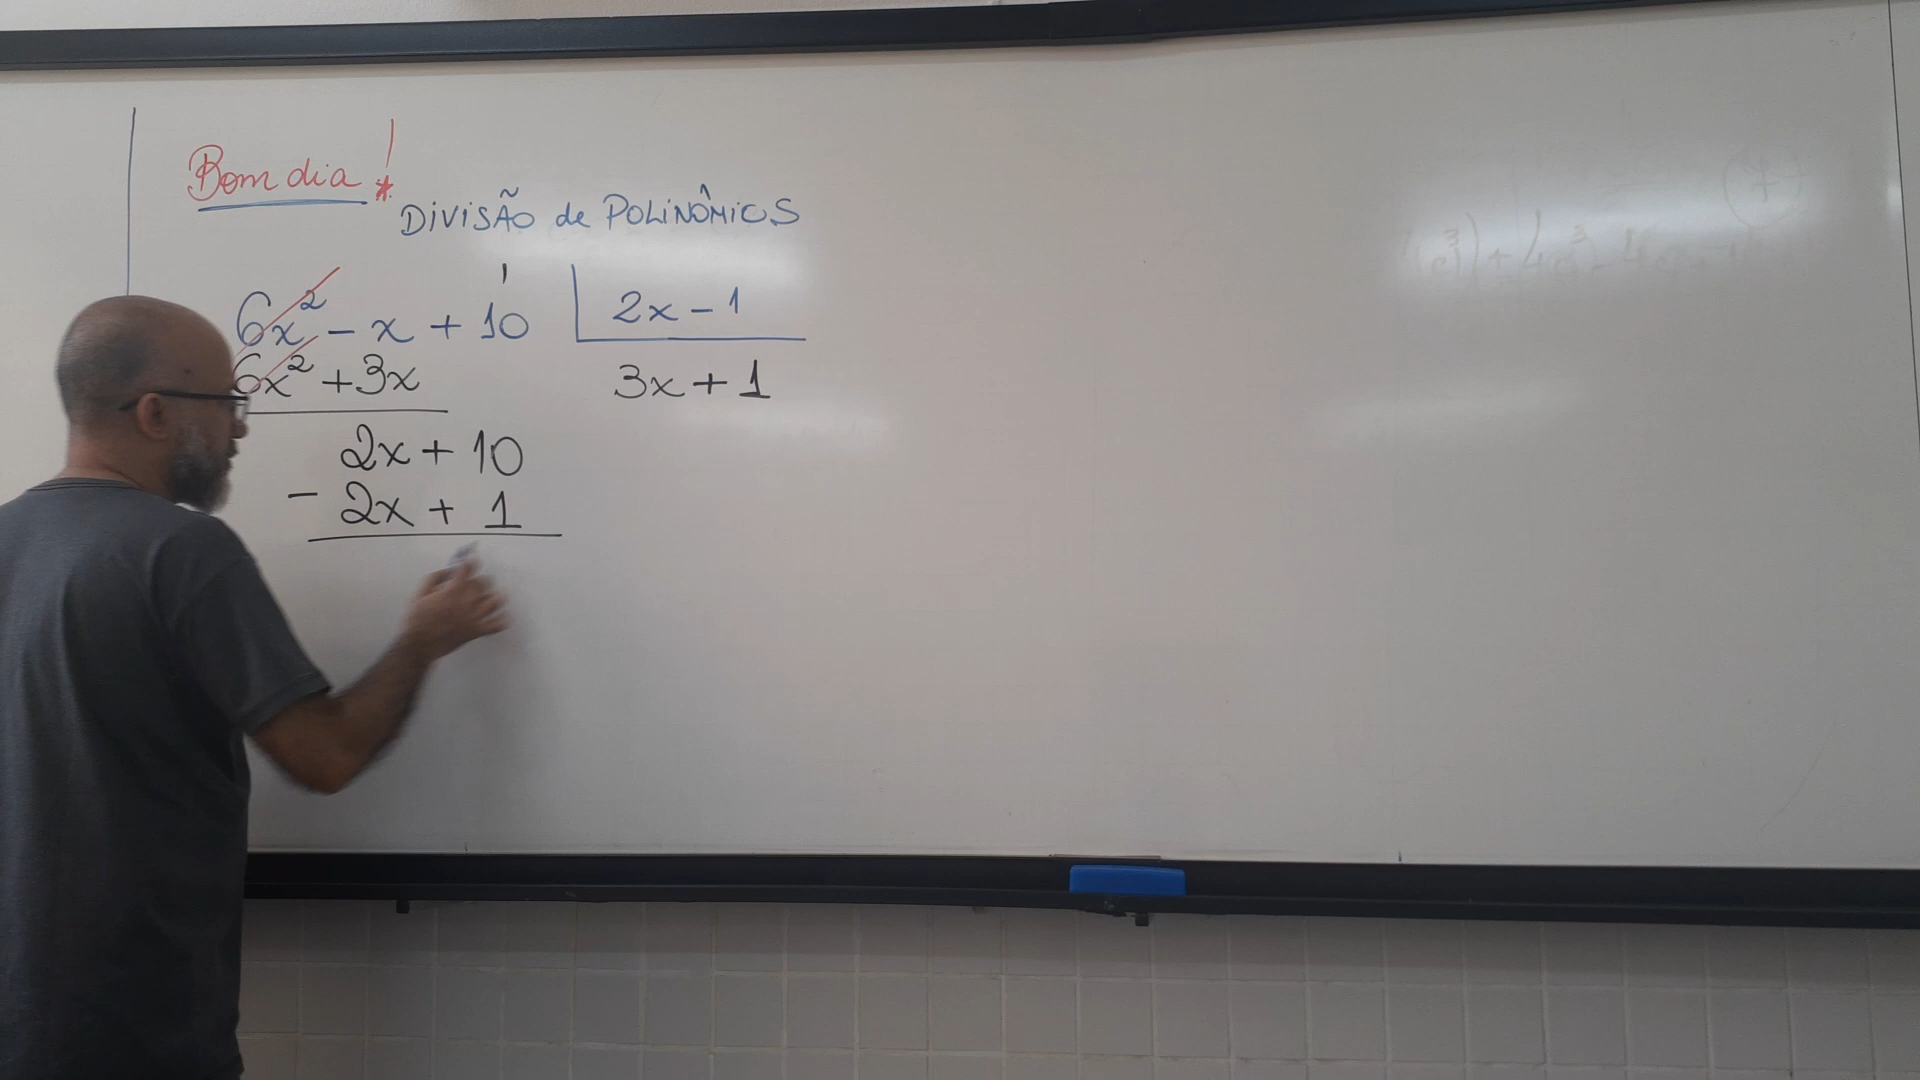 Bom dia!
DIVISÃO de POLINÔMIOS
6x² - x + 10 | 2x - 1
6x² + 3x 3x + 1
2x + 10
- 2x + 1